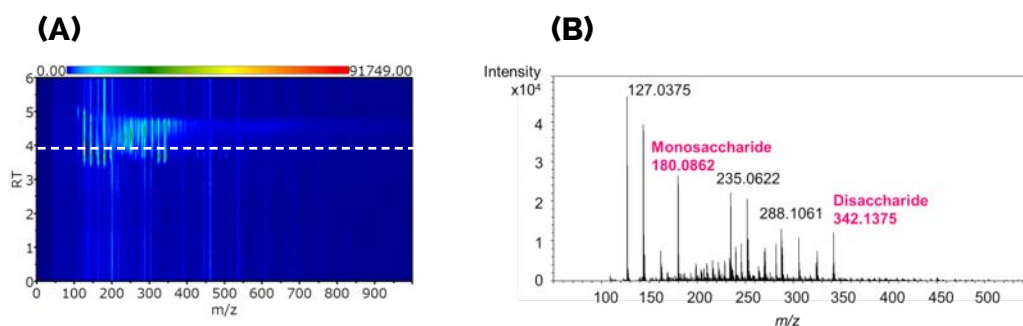 (A)
(B)
0.00 91749.00
6
5
4
3
2
1
0
RT
0 100 200 300 400 500 600 700 800 900
m/z
Intensity
x10⁴
4
3
2
1
0
127.0375
Monosaccharide
180.0862
235.0622
288.1061
Disaccharide
342.1375
100 150 200 250 300 350 400 450 500
m/z